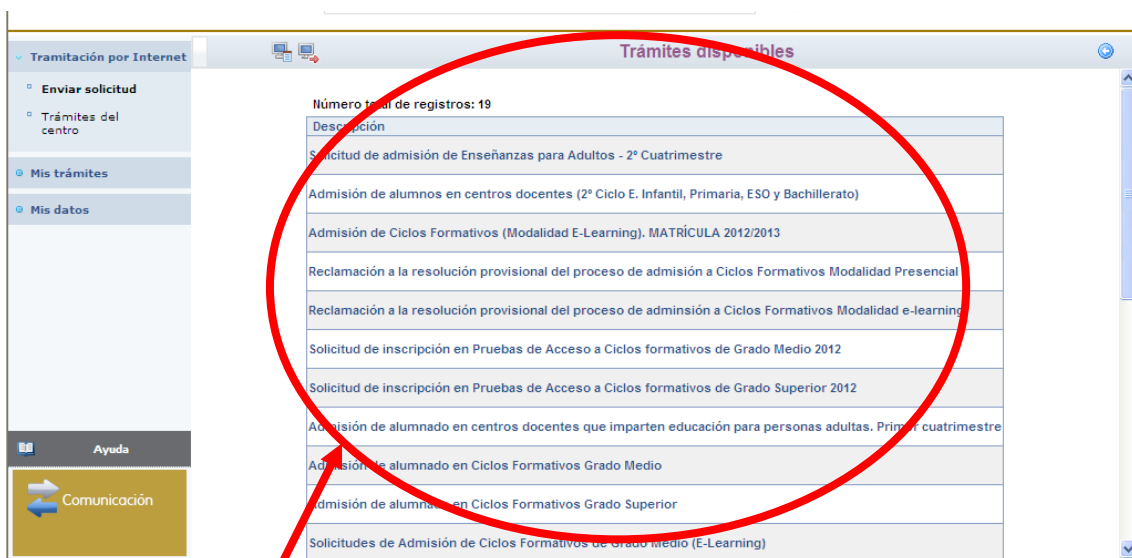 Tramitación por Internet
Enviar solicitud
Trámites del
centro
Mis trámites
Mis datos
Ayuda
Comunicación
Trámites disponibles
Número total de registros: 19
Descripción
Solicitud de admisión de Enseñanzas para Adultos - 2º Cuatrimestre
Admisión de alumnos en centros docentes (2º Ciclo E. Infantil, Primaria, ESO y Bachillerato)
Admisión de Ciclos Formativos (Modalidad E-Learning). MATRÍCULA 2012/2013
Reclamación a la resolución provisional del proceso de admisión a Ciclos Formativos Modalidad Presencial
Reclamación a la resolución provisional del proceso de adminsión a Ciclos Formativos Modalidad e-learning
Solicitud de inscripción en Pruebas de Acceso a Ciclos formativos de Grado Medio 2012
Solicitud de inscripción en Pruebas de Acceso a Ciclos formativos de Grado Superior 2012
Admisión de alumnado en centros docentes que imparten educación para personas adultas. Primer cuatrimestre
Admisión de alumnado en Ciclos Formativos Grado Medio
Admisión de alumnado en Ciclos Formativos Grado Superior
Solicitudes de Admisión de Ciclos Formativos de Grado Medio (E-Learning)